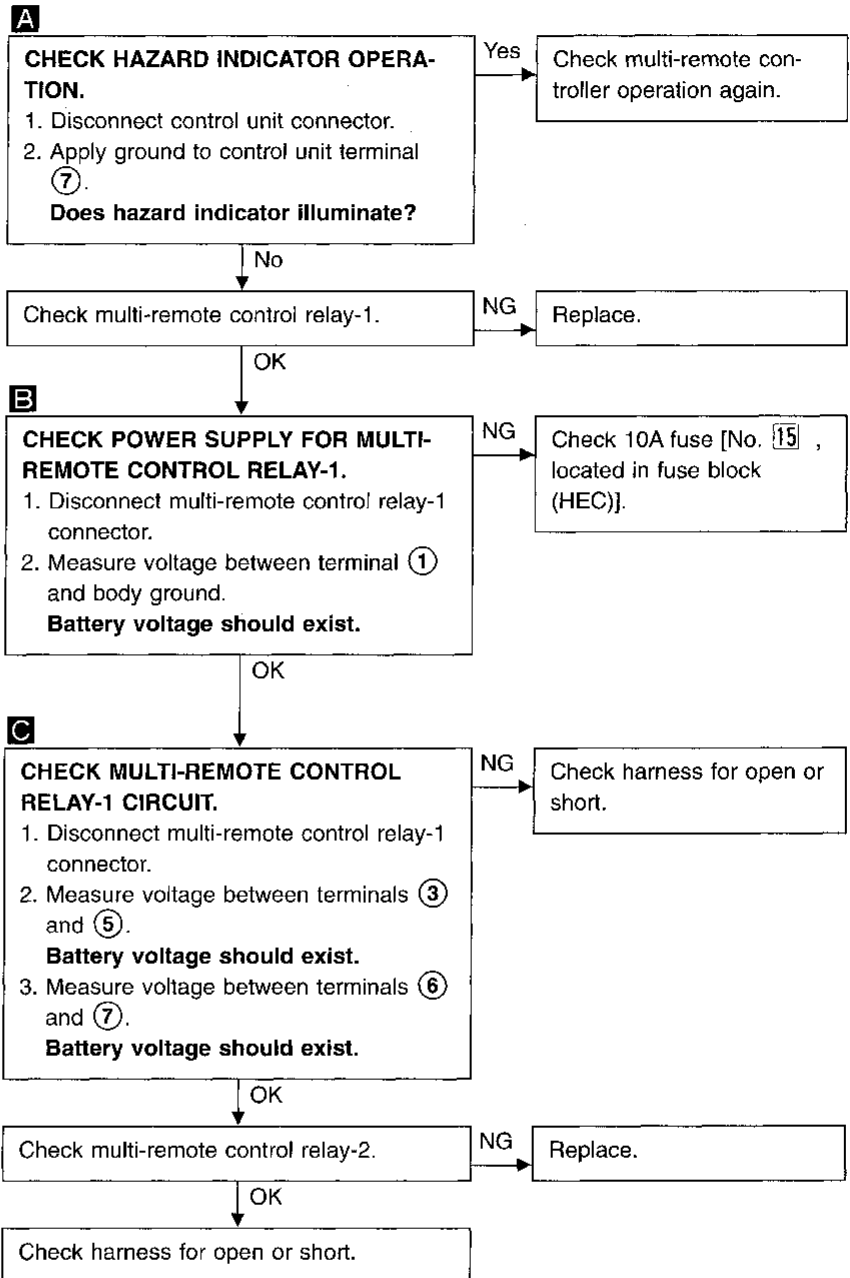 A
CHECK HAZARD INDICATOR OPERA-
TION.
1. Disconnect control unit connector.
2. Apply ground to control unit terminal
⑦.
Does hazard indicator illuminate?
Yes
Check multi-remote con-
troller operation again.
No
Check multi-remote control relay-1.
NG
Replace.
OK
B
CHECK POWER SUPPLY FOR MULTI-
REMOTE CONTROL RELAY-1.
1. Disconnect multi-remote control relay-1
connector.
2. Measure voltage between terminal ①
and body ground.
Battery voltage should exist.
NG
Check 10A fuse [No. 15 ,
located in fuse block
(HEC)].
OK
C
CHECK MULTI-REMOTE CONTROL
RELAY-1 CIRCUIT.
1. Disconnect multi-remote control relay-1
connector.
2. Measure voltage between terminals ③
and ⑤.
Battery voltage should exist.
3. Measure voltage between terminals ⑥
and ⑦.
Battery voltage should exist.
NG
Check harness for open or
short.
OK
Check multi-remote control relay-2.
NG
Replace.
OK
Check harness for open or short.